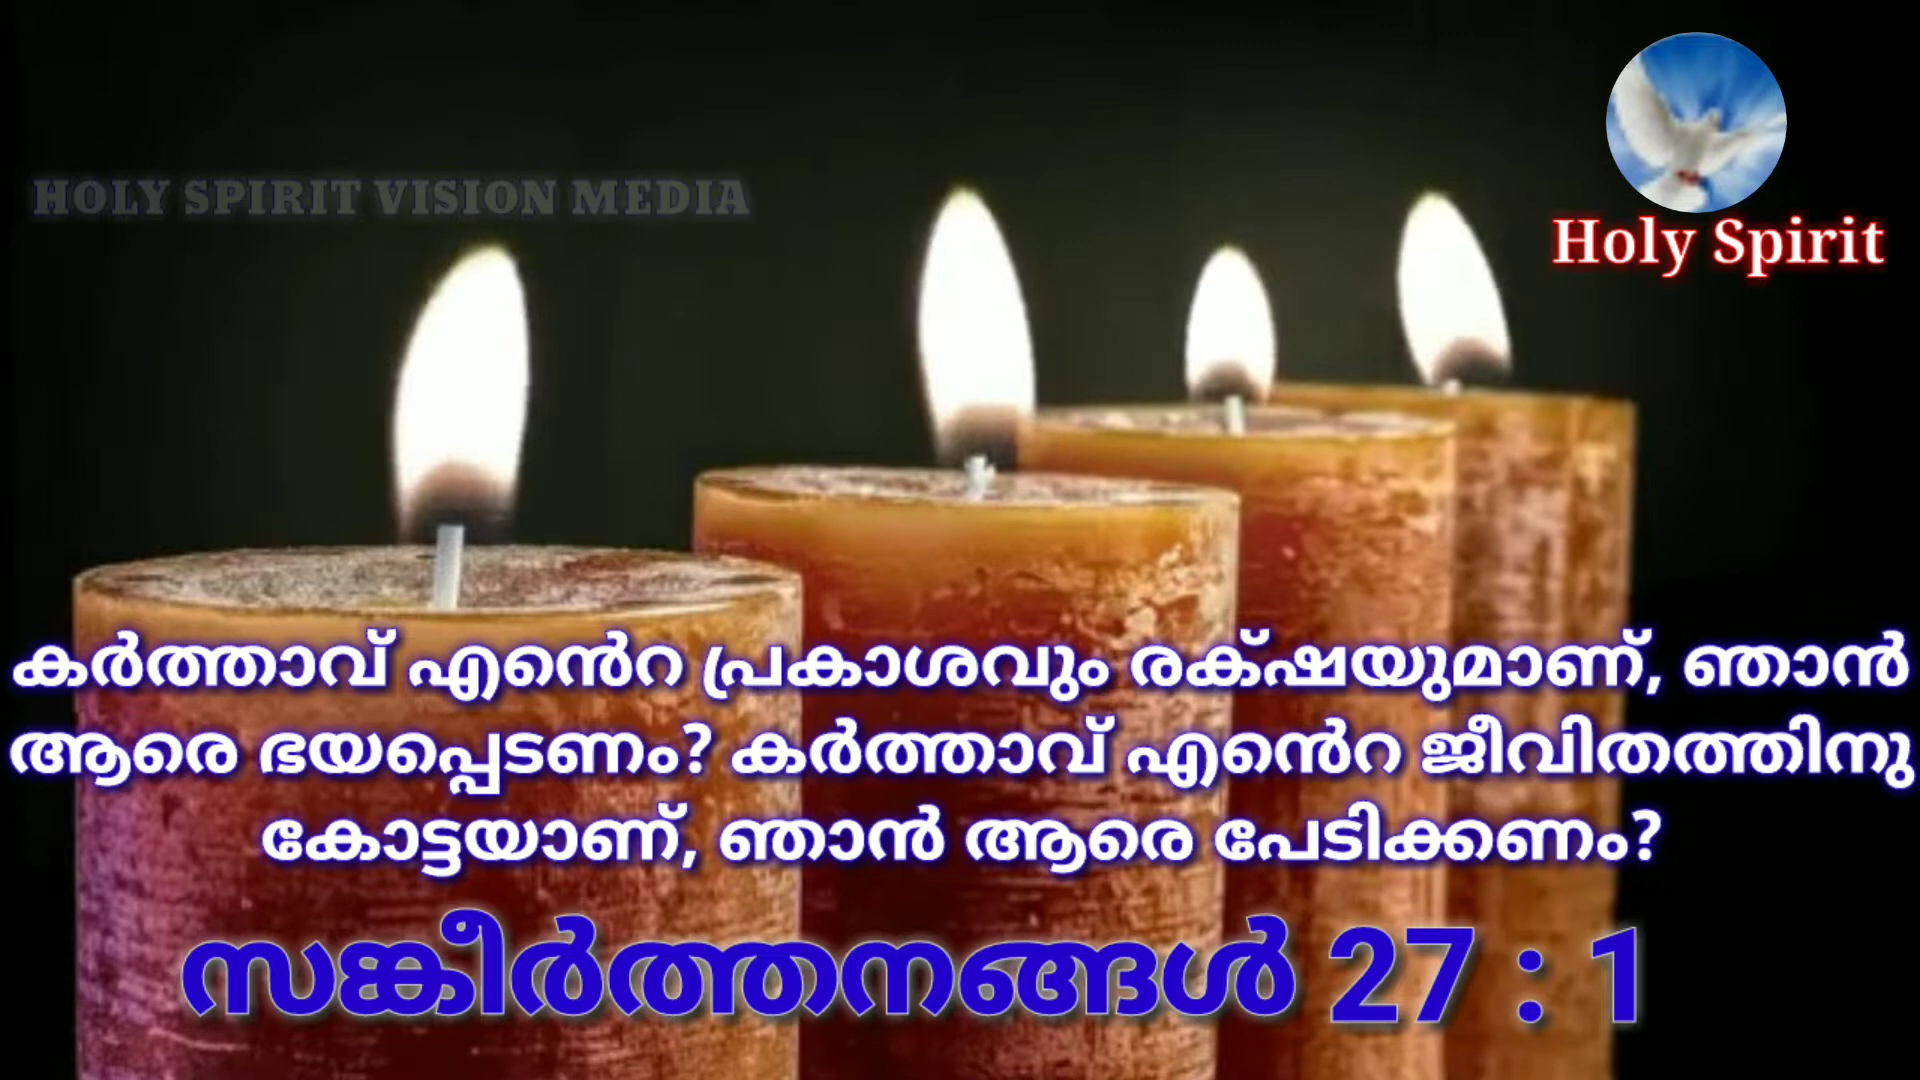 HOLY SPIRIT VISION MEDIA
Holy Spirit
കർത്താവ് എൻെറ പ്രകാശവും രക്‌ഷയുമാണ്, ഞാൻ
ആരെ ഭയപ്പെടണം? കർത്താവ് എൻെറ ജീവിതത്തിനു
കോട്ടയാണ്, ഞാൻ ആരെ പേടിക്കണം?
സങ്കീർത്തനങ്ങൾ 27 : 1